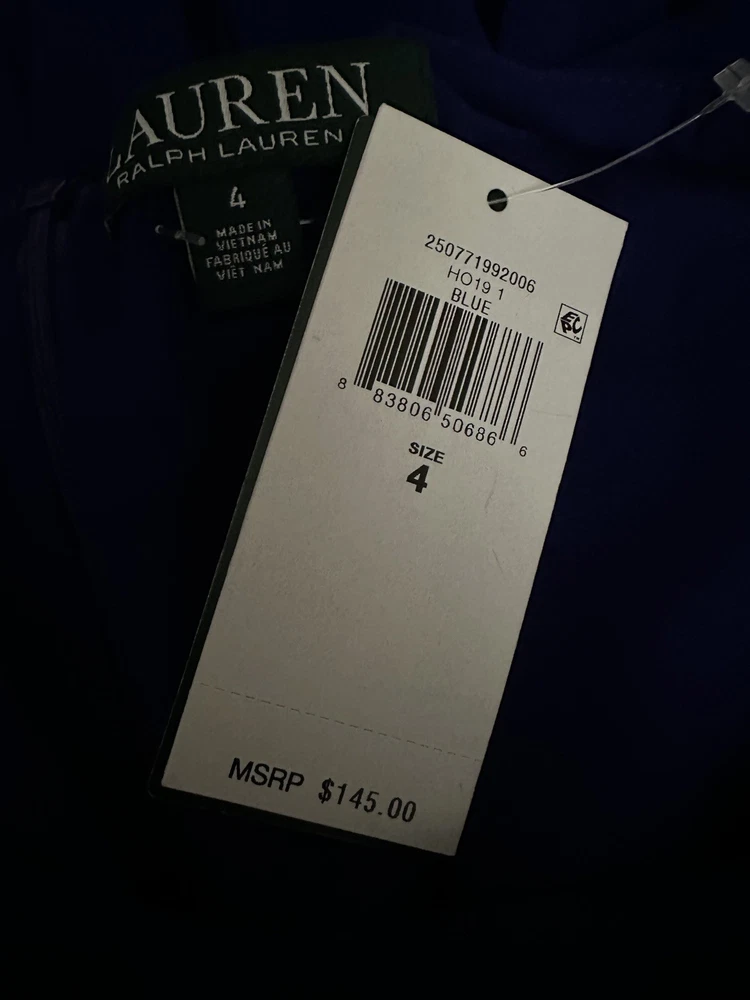 LAUREN
RALPH LAUREN
4
MADE IN
VIETNAM
FABRIQUÉ AU
VIÊT NAM
250771992006
HO19 1
BLUE
8 83806 50686 6
SIZE
4
MSRP $145.00